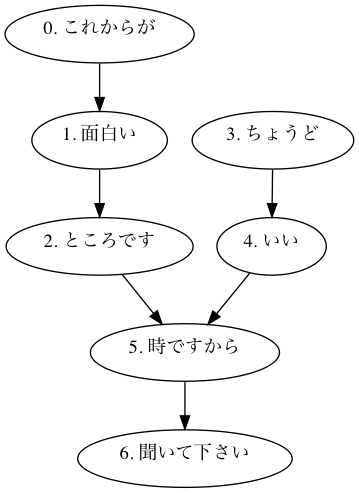 0. これからが
1. 面白い
3. ちょうど
2. ところです
4. いい
5. 時ですから
6. 聞いて下さい